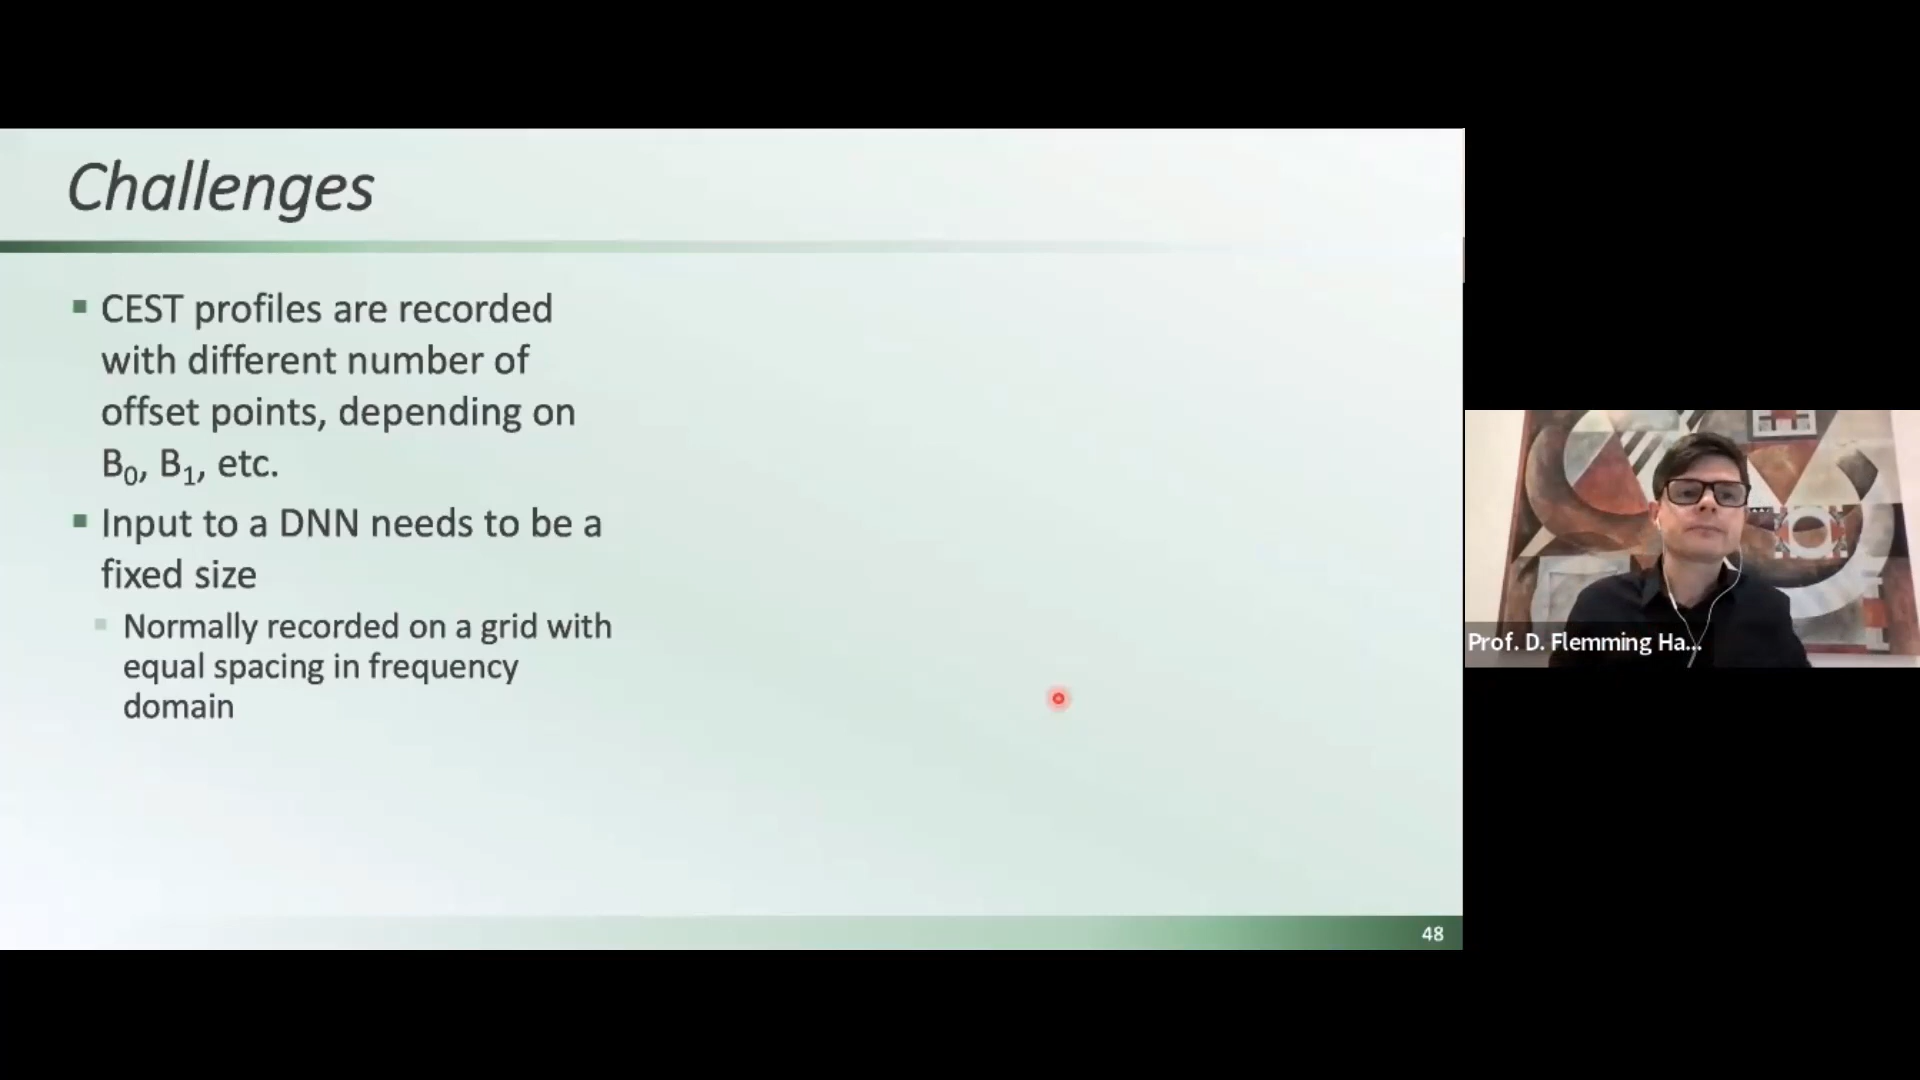 Challenges
CEST profiles are recorded
with different number of
offset points, depending on
B₀, B₁, etc.
Input to a DNN needs to be a
fixed size
Normally recorded on a grid with
equal spacing in frequency
domain
48
Prof. D. Flemming Ha...